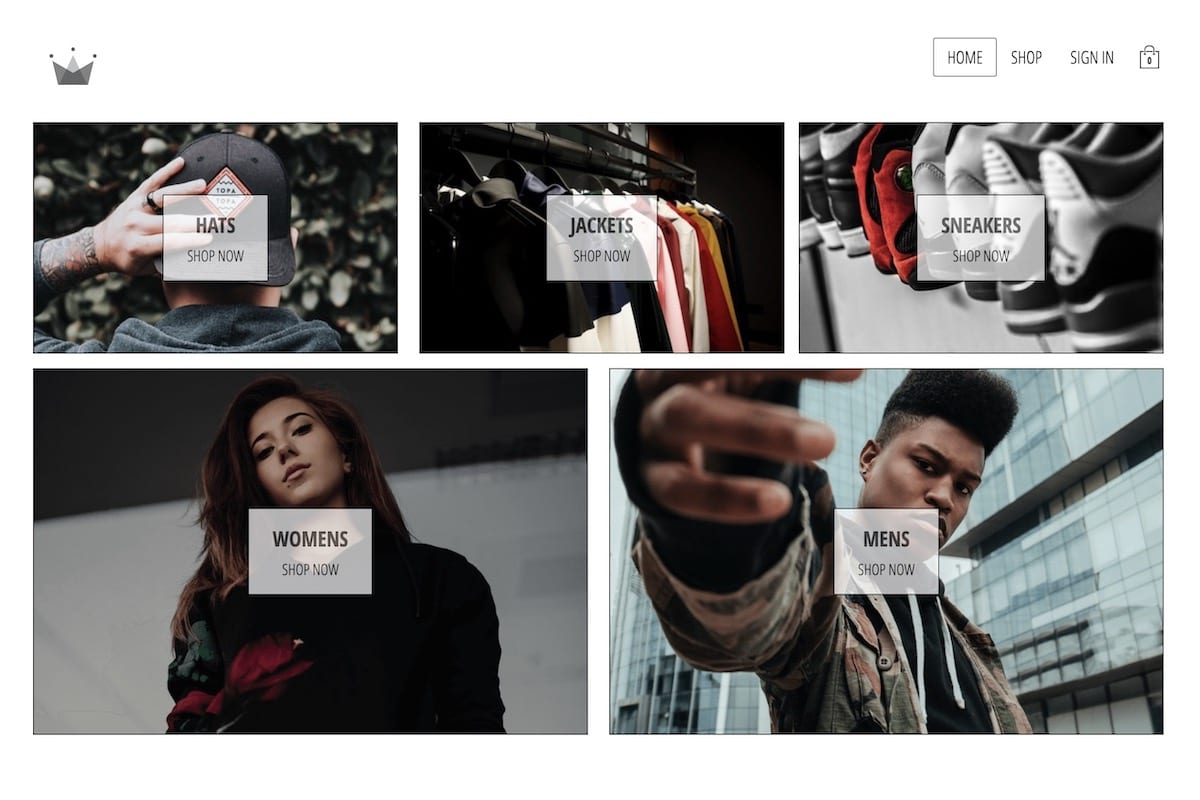 HOME
SHOP
SIGN IN
0
TOPA
TOPA
HATS
SHOP NOW
JACKETS
SHOP NOW
SNEAKERS
SHOP NOW
WOMENS
SHOP NOW
MENS
SHOP NOW